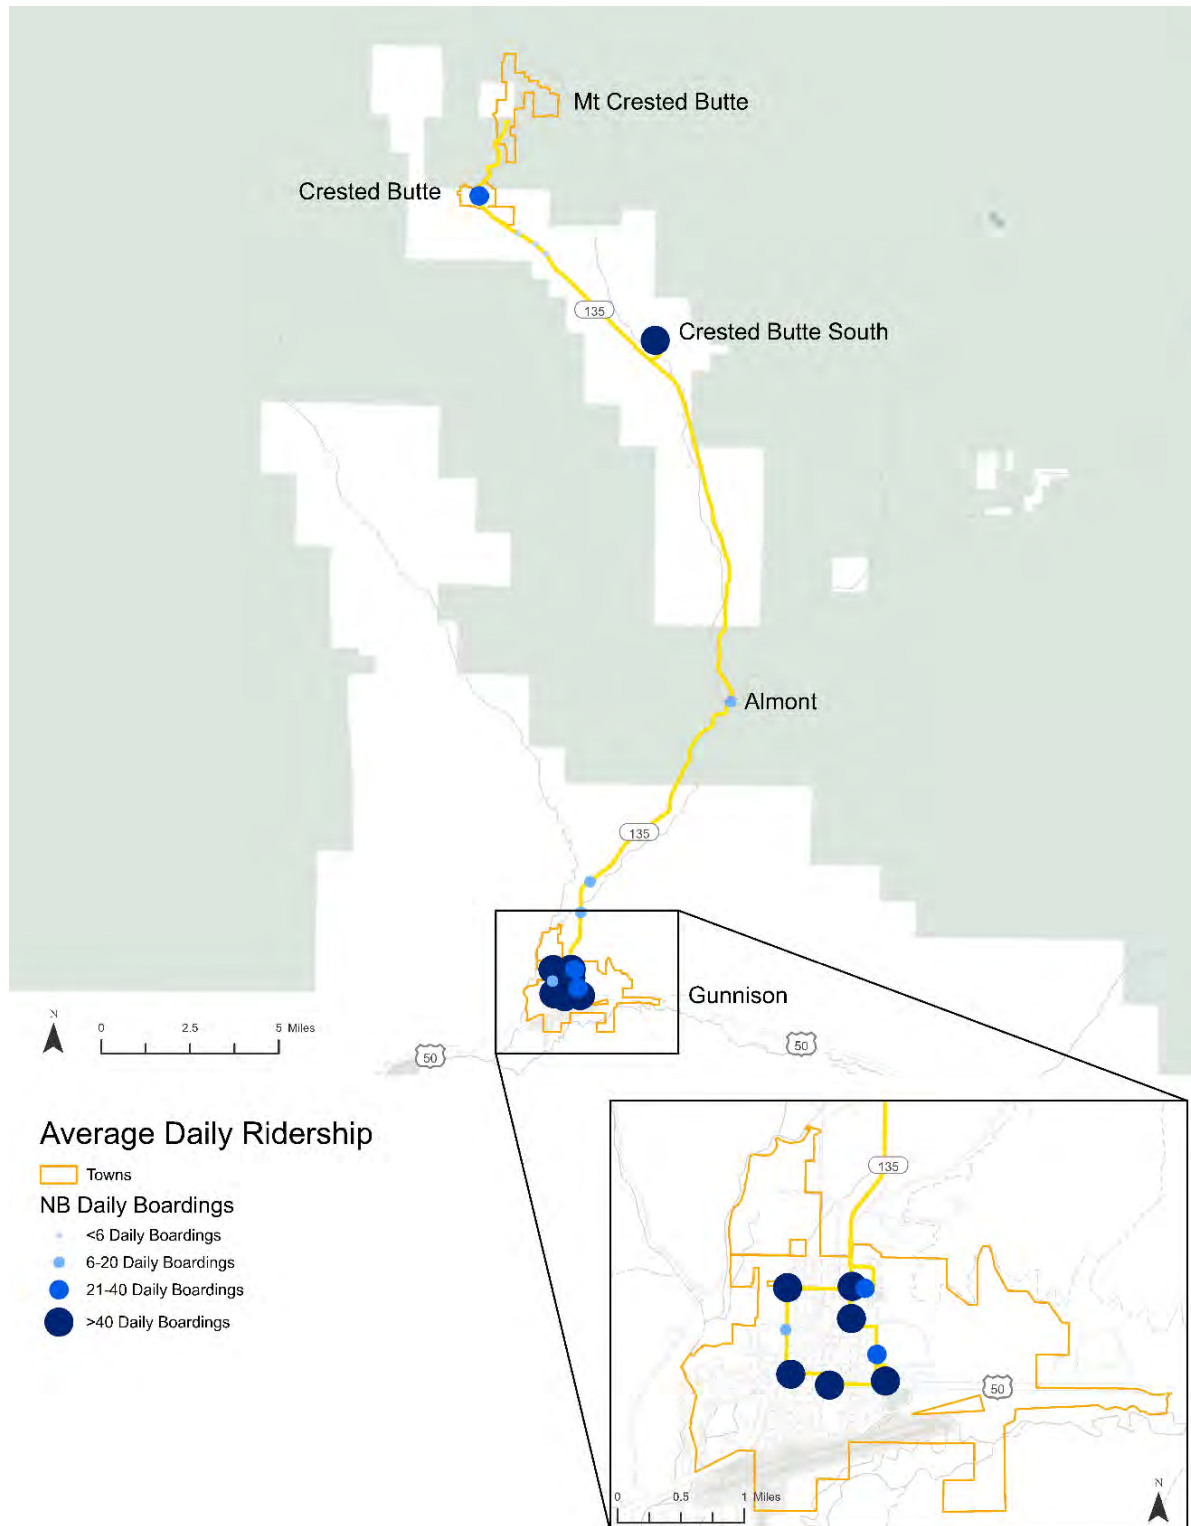 Mt Crested Butte
Crested Butte
135
Crested Butte South
Almont
135
Gunnison
N
0 2.5 5 Miles
50
50
Average Daily Ridership
Towns
NB Daily Boardings
<6 Daily Boardings
6-20 Daily Boardings
21-40 Daily Boardings
>40 Daily Boardings
135
50
0 0.5 1 Miles
N